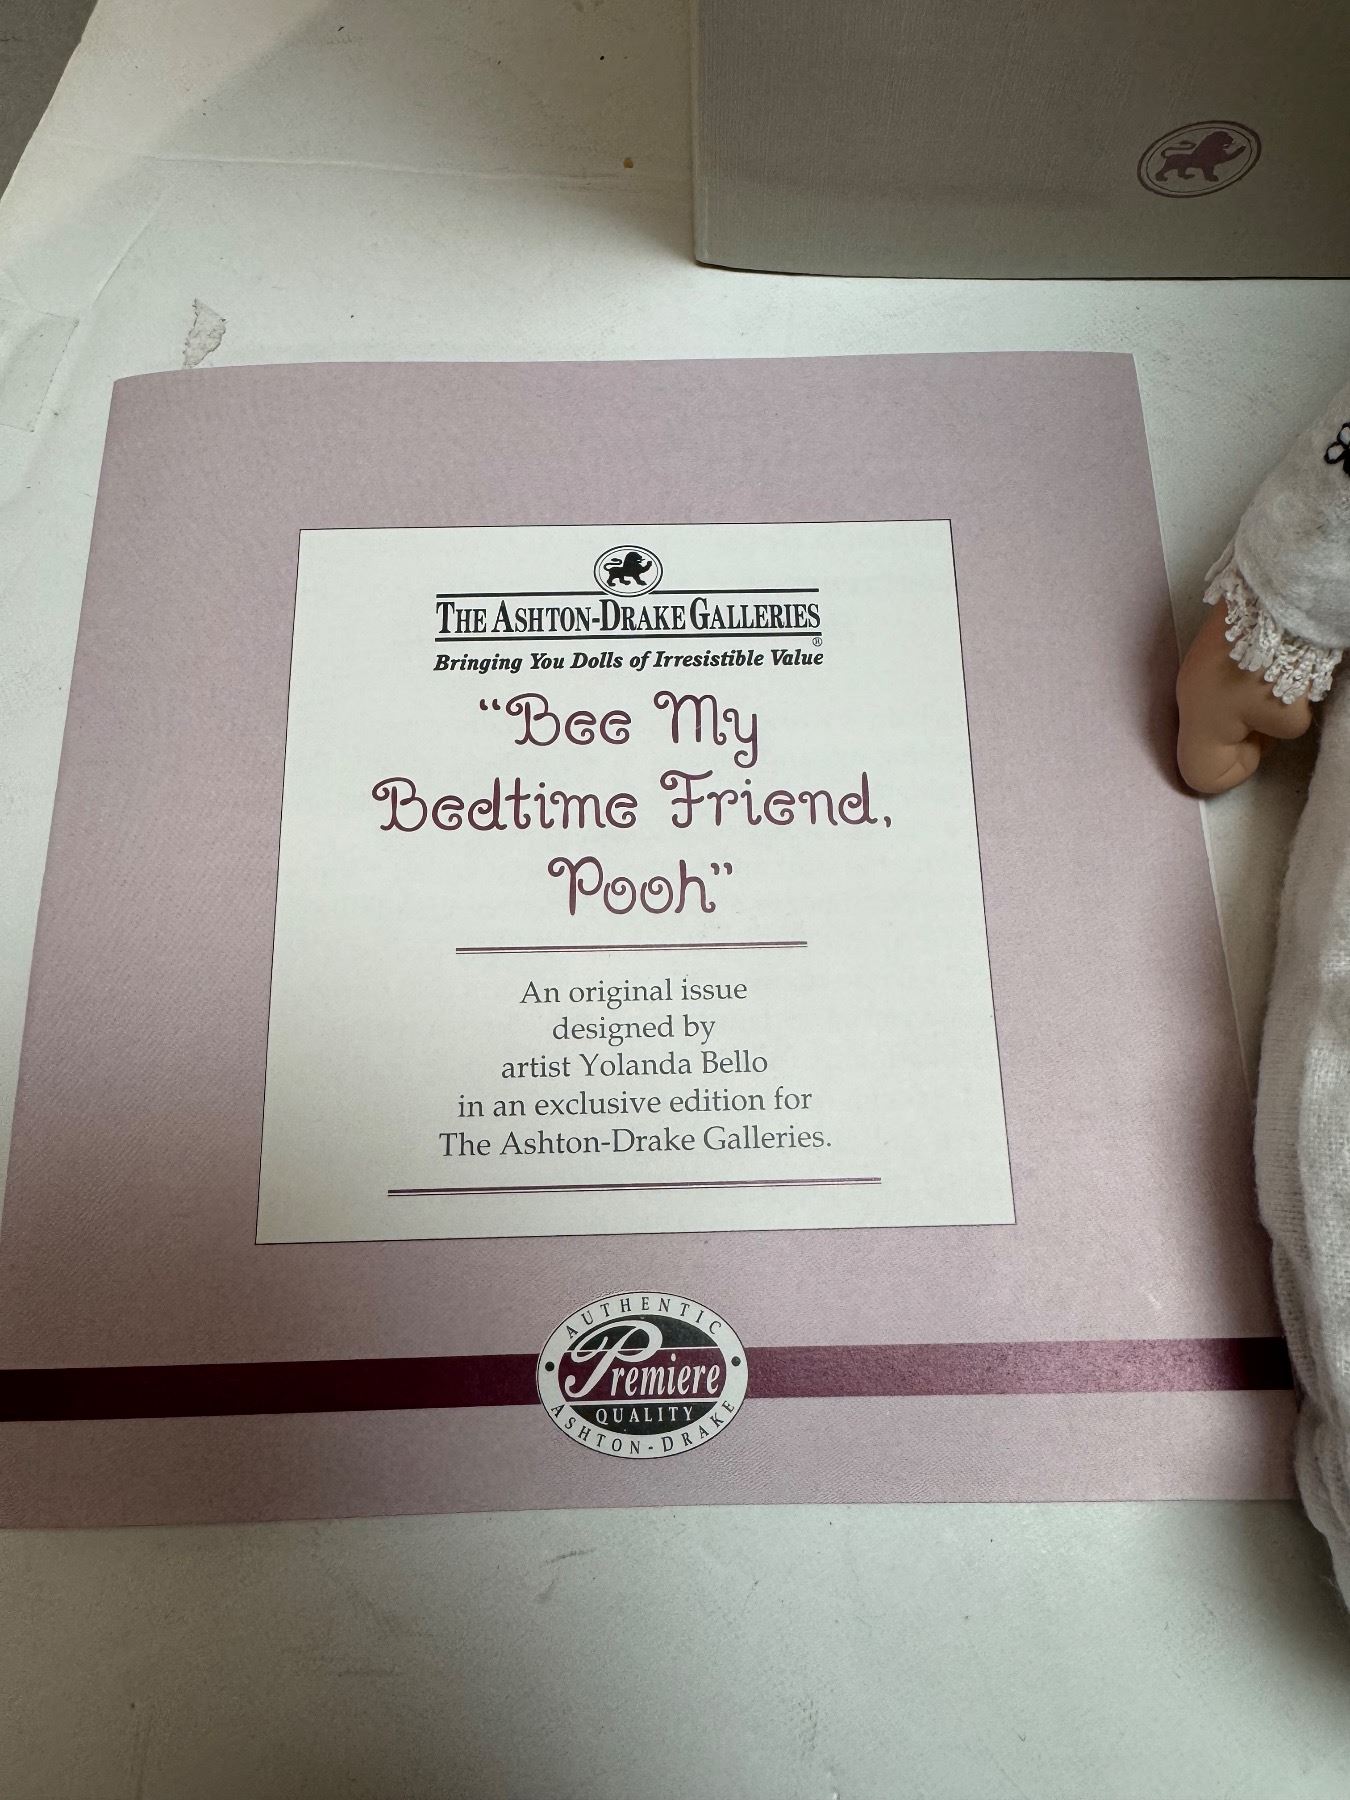 THE ASHTON-DRAKE GALLERIES
®
Bringing You Dolls of Irresistible Value
“Bee My
Bedtime Friend,
Pooh”
An original issue
designed by
artist Yolanda Bello
in an exclusive edition for
The Ashton-Drake Galleries.
AUTHENTIC
Premiere
QUALITY
ASHTON-DRAKE